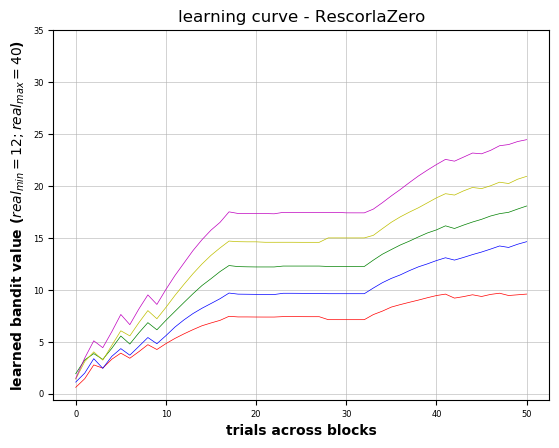 learning curve - RescorlaZero
learned bandit value (real_min = 12; real_max = 40)
35
30
25
20
15
10
5
0
0 10 20 30 40 50
trials across blocks